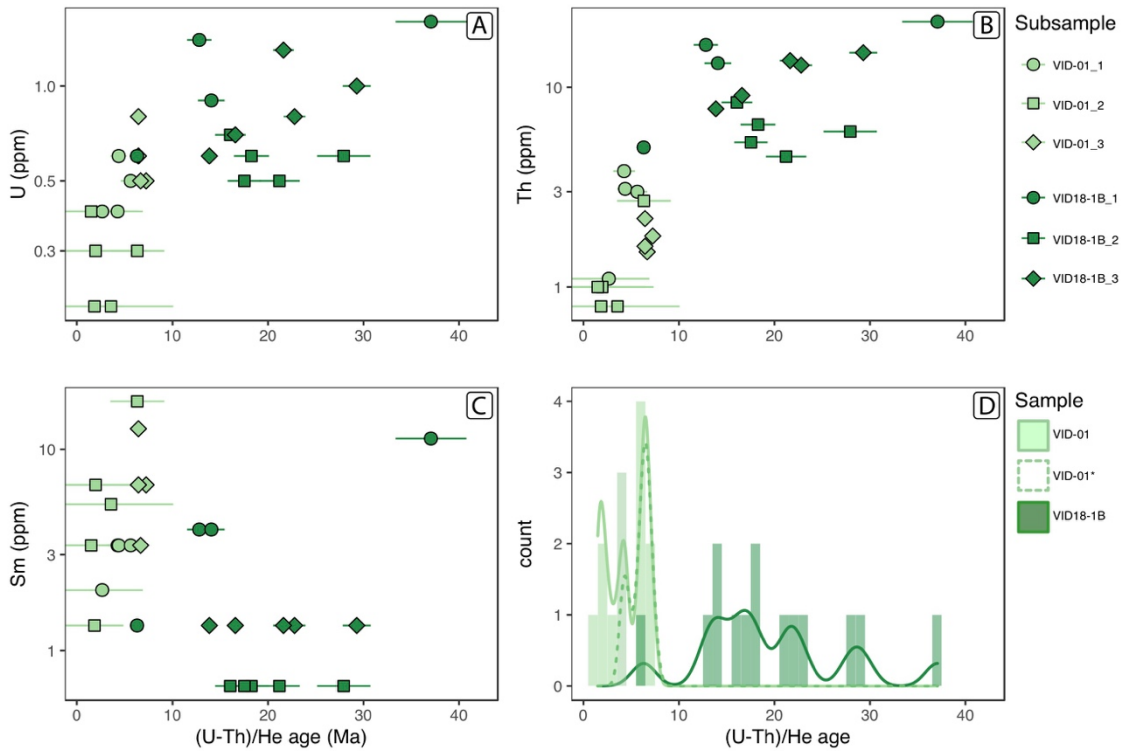 A
U (ppm)
1.0
0.5
0.3
0
10
20
30
40
B
Th (ppm)
10
3
1
0
10
20
30
40
Subsample
VID-01_1
VID-01_2
VID-01_3
VID18-1B_1
VID18-1B_2
VID18-1B_3
C
Sm (ppm)
10
3
1
0
10
20
30
40
(U-Th)/He age (Ma)
D
count
4
3
2
1
0
0
10
20
30
40
(U-Th)/He age
Sample
VID-01
VID-01*
VID18-1B